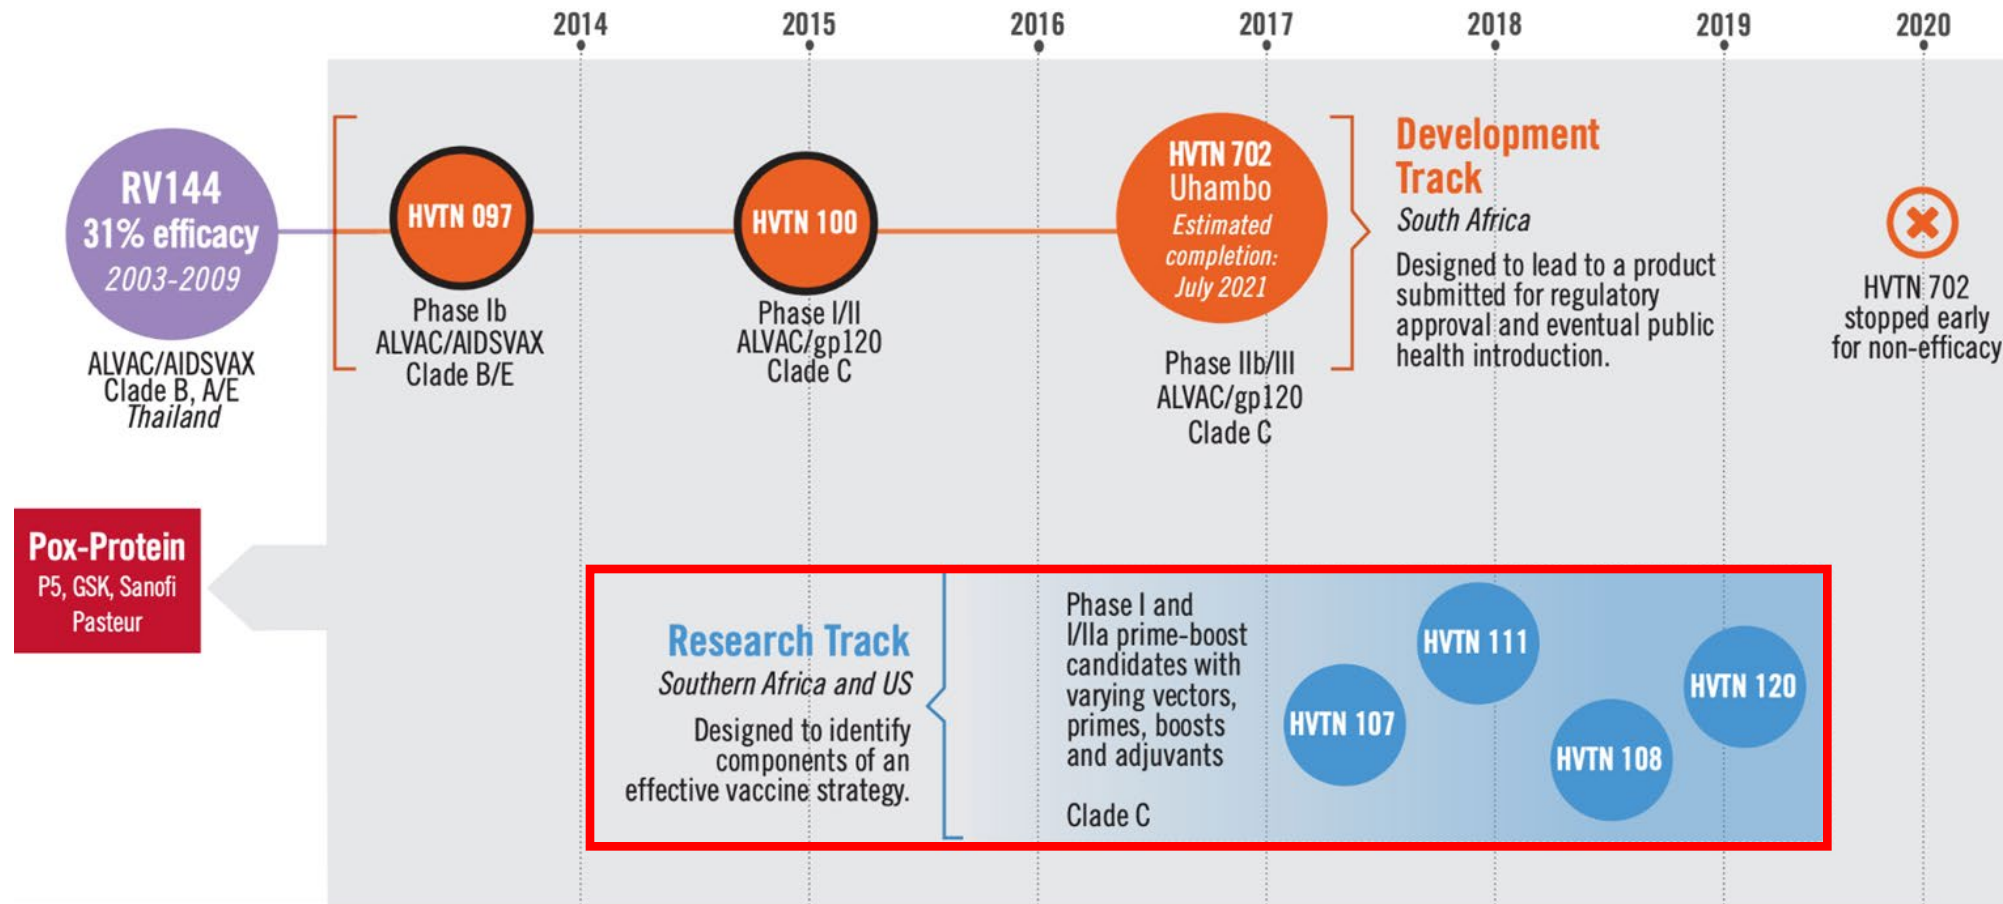 2014 2015 2016 2017 2018 2019 2020
RV144
31% efficacy
2003-2009
ALVAC/AIDSVAX
Clade B, A/E
Thailand
HVTN 097
Phase Ib
ALVAC/AIDSVAX
Clade B/E
HVTN 100
Phase I/II
ALVAC/gp120
Clade C
HVTN 702
Uhambo
Estimated
completion:
July 2021
Phase IIb/III
ALVAC/gp120
Clade C
Development
Track
South Africa
Designed to lead to a product
submitted for regulatory
approval and eventual public
health introduction.
HVTN 702
stopped early
for non-efficacy
Pox-Protein
P5, GSK, Sanofi
Pasteur
Research Track
Southern Africa and US
Designed to identify
components of an
effective vaccine strategy.
Phase I and
I/IIa prime-boost
candidates with
varying vectors,
primes, boosts
and adjuvants
Clade C
HVTN 107
HVTN 111
HVTN 108
HVTN 120